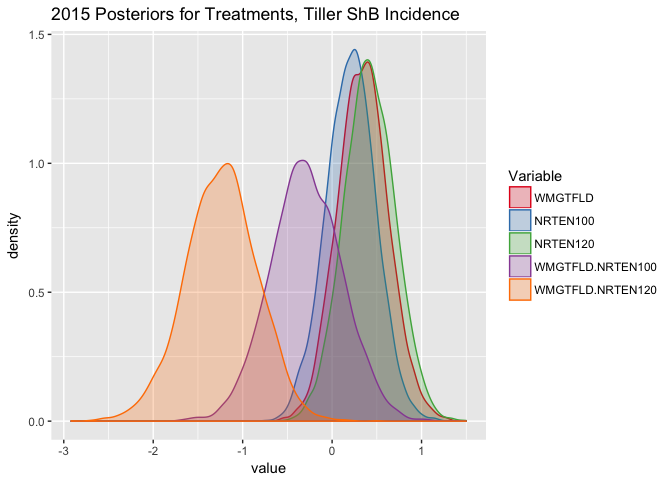 2015 Posteriors for Treatments, Tiller ShB Incidence
1.5
1.0
0.5
0.0
density
-3
-2
-1
0
1
value
Variable
WMGTFLD
NRTEN100
NRTEN120
WMGTFLD.NRTEN100
WMGTFLD.NRTEN120